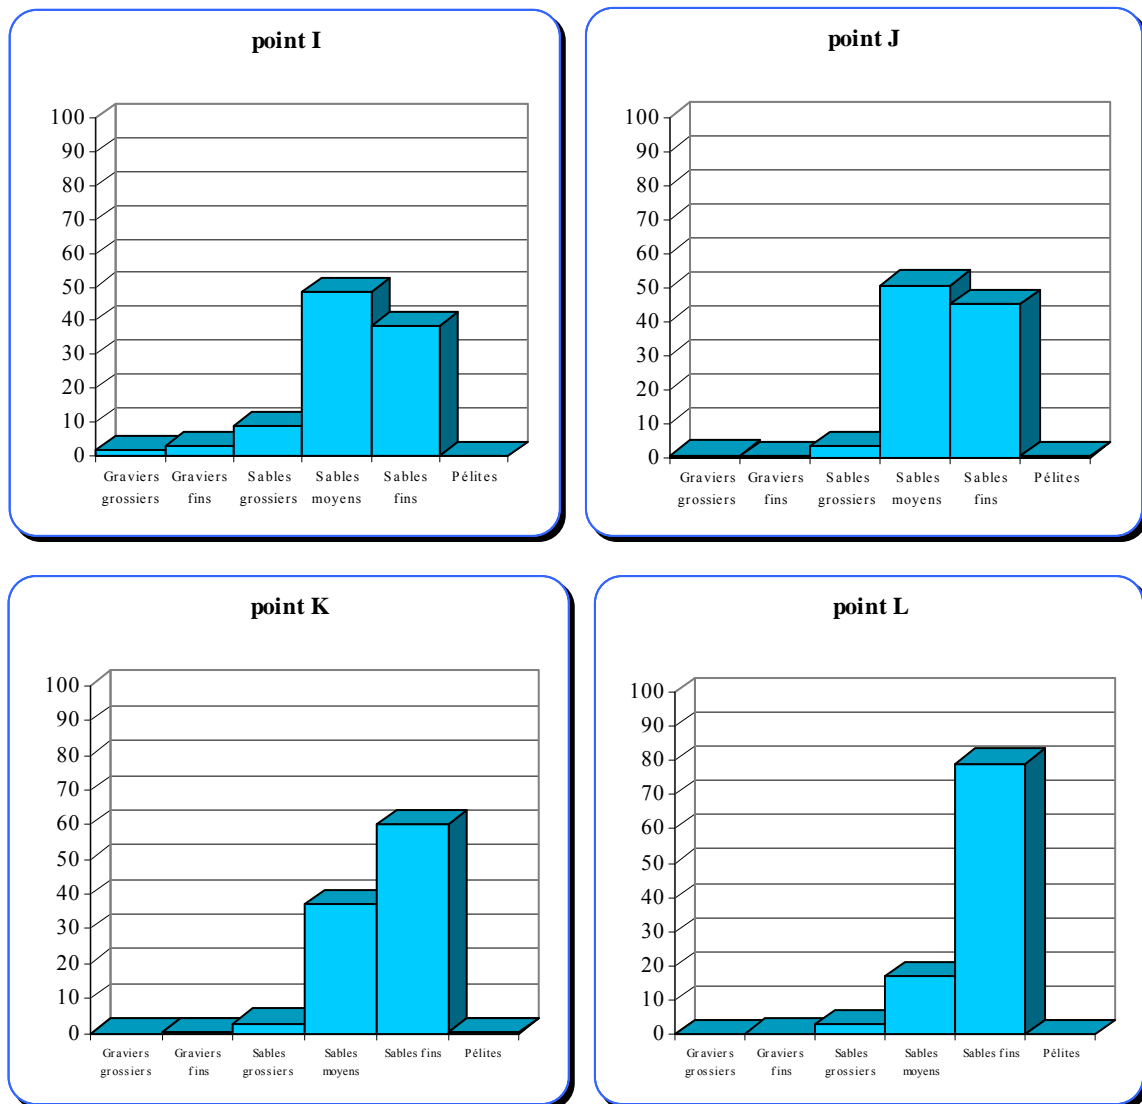 point I
100
90
80
70
60
50
40
30
20
10
0
Graviers grossiers
Graviers fins
Sables grossiers
Sables moyens
Sables fins
Pélites
point J
100
90
80
70
60
50
40
30
20
10
0
Graviers grossiers
Graviers fins
Sables grossiers
Sables moyens
Sables fins
Pélites
point K
100
90
80
70
60
50
40
30
20
10
0
Graviers grossiers
Graviers fins
Sables grossiers
Sables moyens
Sables fins
Pélites
point L
100
90
80
70
60
50
40
30
20
10
0
Graviers grossiers
Graviers fins
Sables grossiers
Sables moyens
Sables fins
Pélites